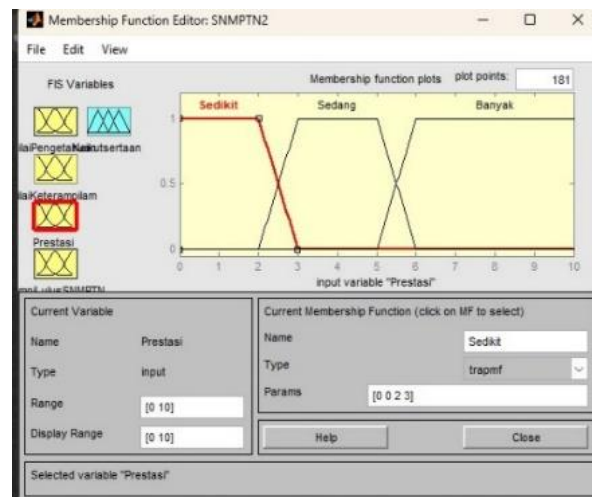 Membership Function Editor: SNMPTN2
File Edit View
FIS Variables
Membership function plots plot points: 181
Sedikit Sedang Banyak
1
0.5
0
0 1 2 3 4 5 6 7 8 9 10
input variable "Prestasi"
laiKeterampilam
Prestasi
Current Variable
Name Prestasi
Type input
Range [0 10]
Display Range [0 10]
Current Membership Function (click on MF to select)
Name Sedikit
Type trapmf
Params [0 0 2 3]
Help Close
Selected variable "Prestasi"